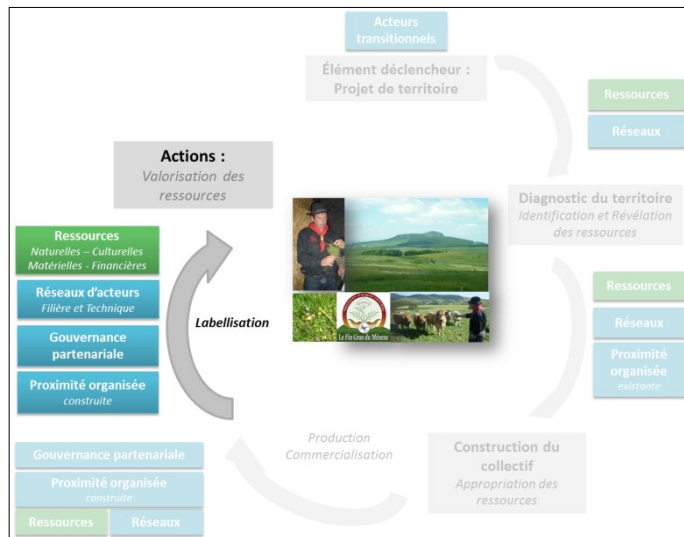 Acteurs
transitionnels
Élément déclencheur :
Projet de territoire
Ressources
Réseaux
Diagnostic du territoire
Identification et Révélation
des ressources
Ressources
Réseaux
Proximité organisée
existante
Construction du
collectif
Appropriation des
ressources
Production
Commercialisation
Gouvernance partenariale
Proximité organisée
construite
Ressources
Réseaux
Actions :
Valorisation des
ressources
Ressources
Naturelles – Culturelles
Matérielles - Financières
Réseaux d'acteurs
Filière et Technique
Gouvernance
partenariale
Proximité organisée
construite
Labellisation
Le Fin Gras du Mézenc